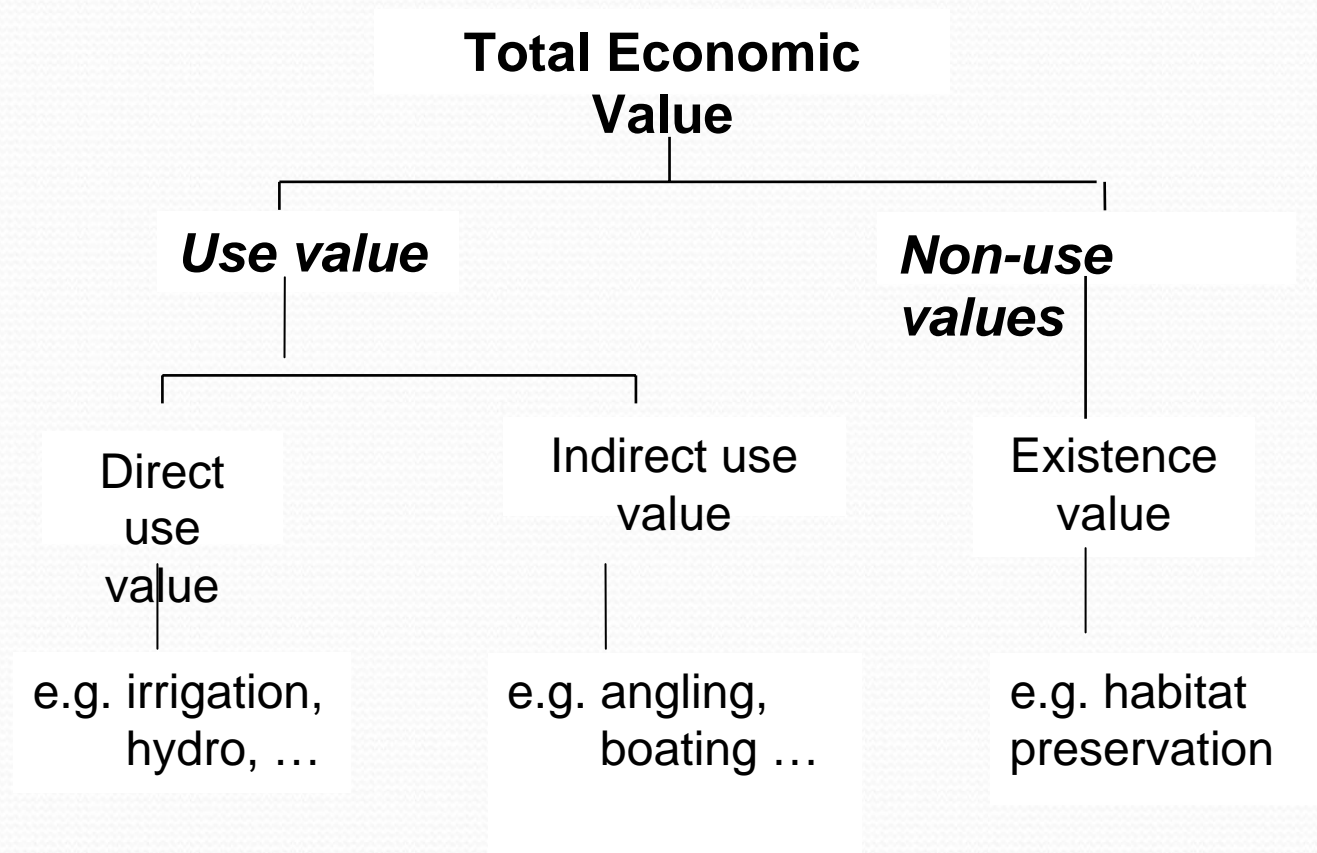 Total Economic
Value
Use value
Non-use
values
Direct
use
value
Indirect use
value
Existence
value
e.g. irrigation,
hydro, …
e.g. angling,
boating …
e.g. habitat
preservation